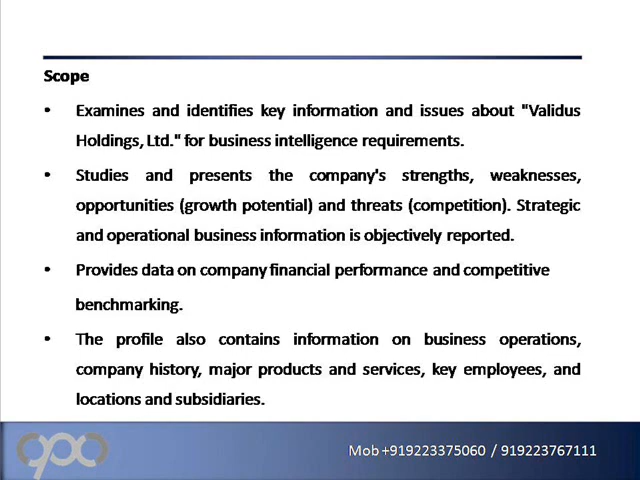 Scope
• Examines and identifies key information and issues about "Validus
Holdings, Ltd." for business intelligence requirements.
• Studies and presents the company's strengths, weaknesses,
opportunities (growth potential) and threats (competition). Strategic
and operational business information is objectively reported.
• Provides data on company financial performance and competitive
benchmarking.
• The profile also contains information on business operations,
company history, major products and services, key employees, and
locations and subsidiaries.
Mob +919223375060 / 919223767111